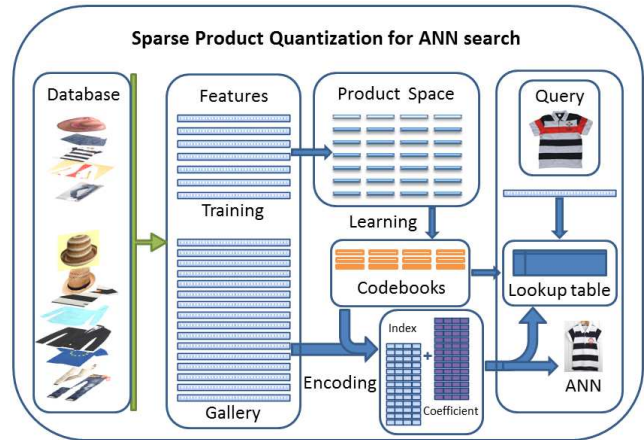 Sparse Product Quantization for ANN search
Database
Features
Training
Gallery
Product Space
Learning
Codebooks
Encoding
Index
+
Coefficient
Query
Lookup table
ANN